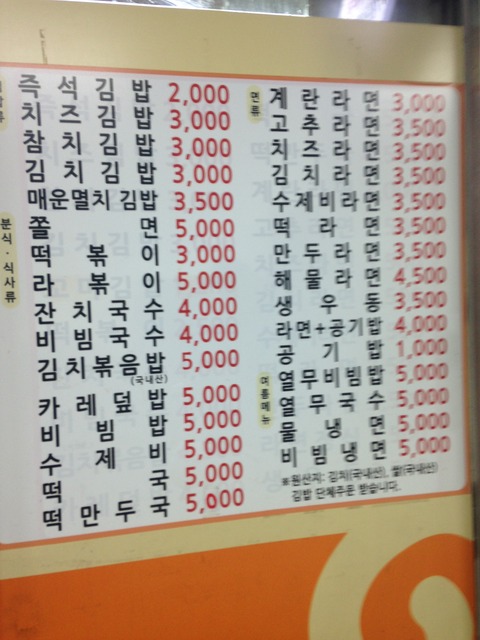 즉석김밥 2,000
치즈김밥 3,000
참치김밥 3,000
김치김밥 3,000
매운멸치김밥 3,500
분식·식사류
쫄면 5,000
떡볶이 3,000
라볶이 5,000
잔치국수 4,000
비빔국수 4,000
김치볶음밥 5,000
(국내산)
카레덮밥 5,000
비빔밥 5,000
수제비 5,000
떡국 5,000
떡만두국 5,000
면류
계란라면 3,000
고추라면 3,500
치즈라면 3,500
김치라면 3,500
수제비라면 3,500
떡라면 3,500
만두라면 3,500
해물라면 4,500
생우동 3,500
라면+공기밥 4,000
공기밥 1,000
여름메뉴
열무비빔밥 5,000
열무국수 5,000
물냉면 5,000
비빔냉면 5,000
※원산지: 김치(국내산), 쌀(국내산)
김밥 단체주문 받습니다.